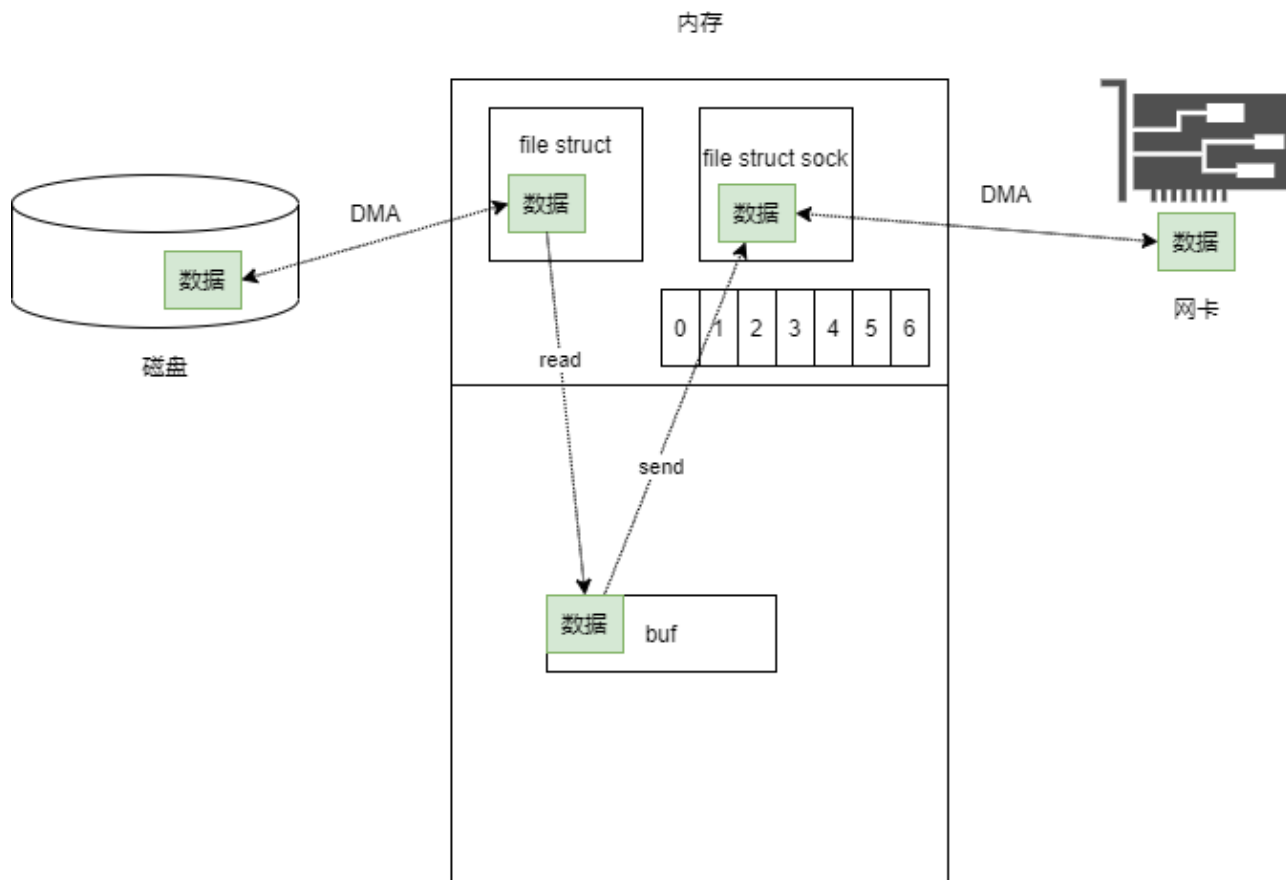 内存
file struct
file struct sock
数据
数据
DMA
DMA
数据
数据
网卡
磁盘
0 1 2 3 4 5 6
read
send
数据
buf